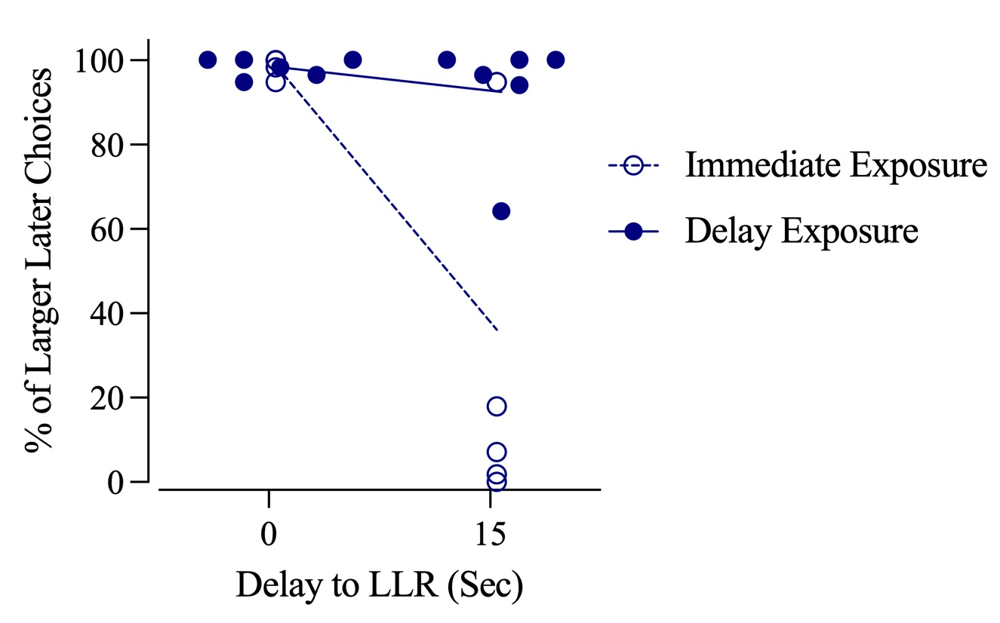 % of Larger Later Choices
100
80
60
40
20
0
0 15
Delay to LLR (Sec)
Immediate Exposure
Delay Exposure